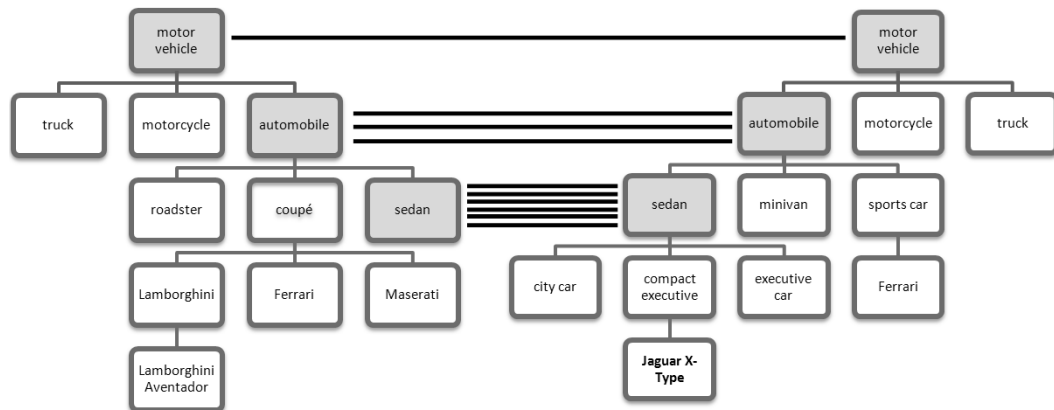 motor
vehicle
motor
vehicle
truck
motorcycle
automobile
automobile
motorcycle
truck
roadster
coupé
sedan
sedan
minivan
sports car
Lamborghini
Ferrari
Maserati
city car
compact
executive
executive
car
Ferrari
Lamborghini
Aventador
Jaguar X-
Type